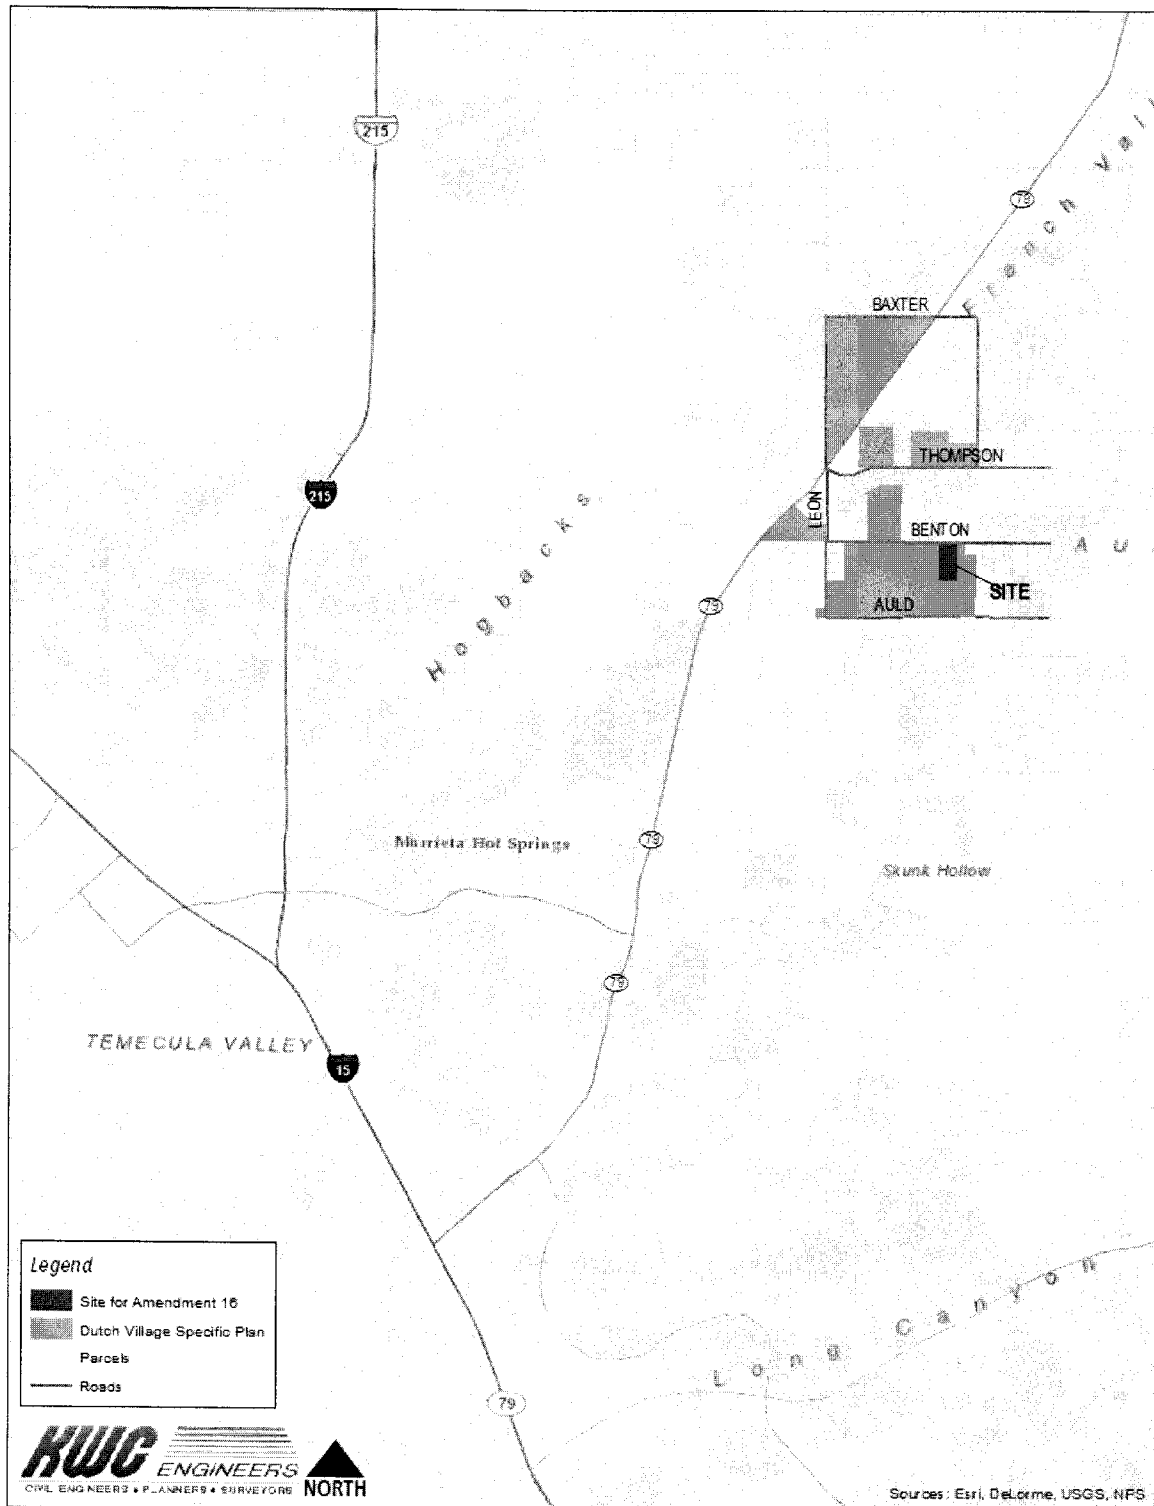 215
79
French Vall
BAXTER
THOMPSON
215
LEON
BENTON
Hogbacks
A U
SITE
79
AULD
Murrieta Hot Springs
79
Skunk Hollow
79
TEMECULA VALLEY
15
Long Canyon
Legend
Site for Amendment 16
Dutch Village Specific Plan
Parcels
Roads
79
KWC ENGINEERS
CIVIL ENGINEERS • PLANNERS • SURVEYORS
NORTH
Sources: Esri, DeLorme, USGS, NPS